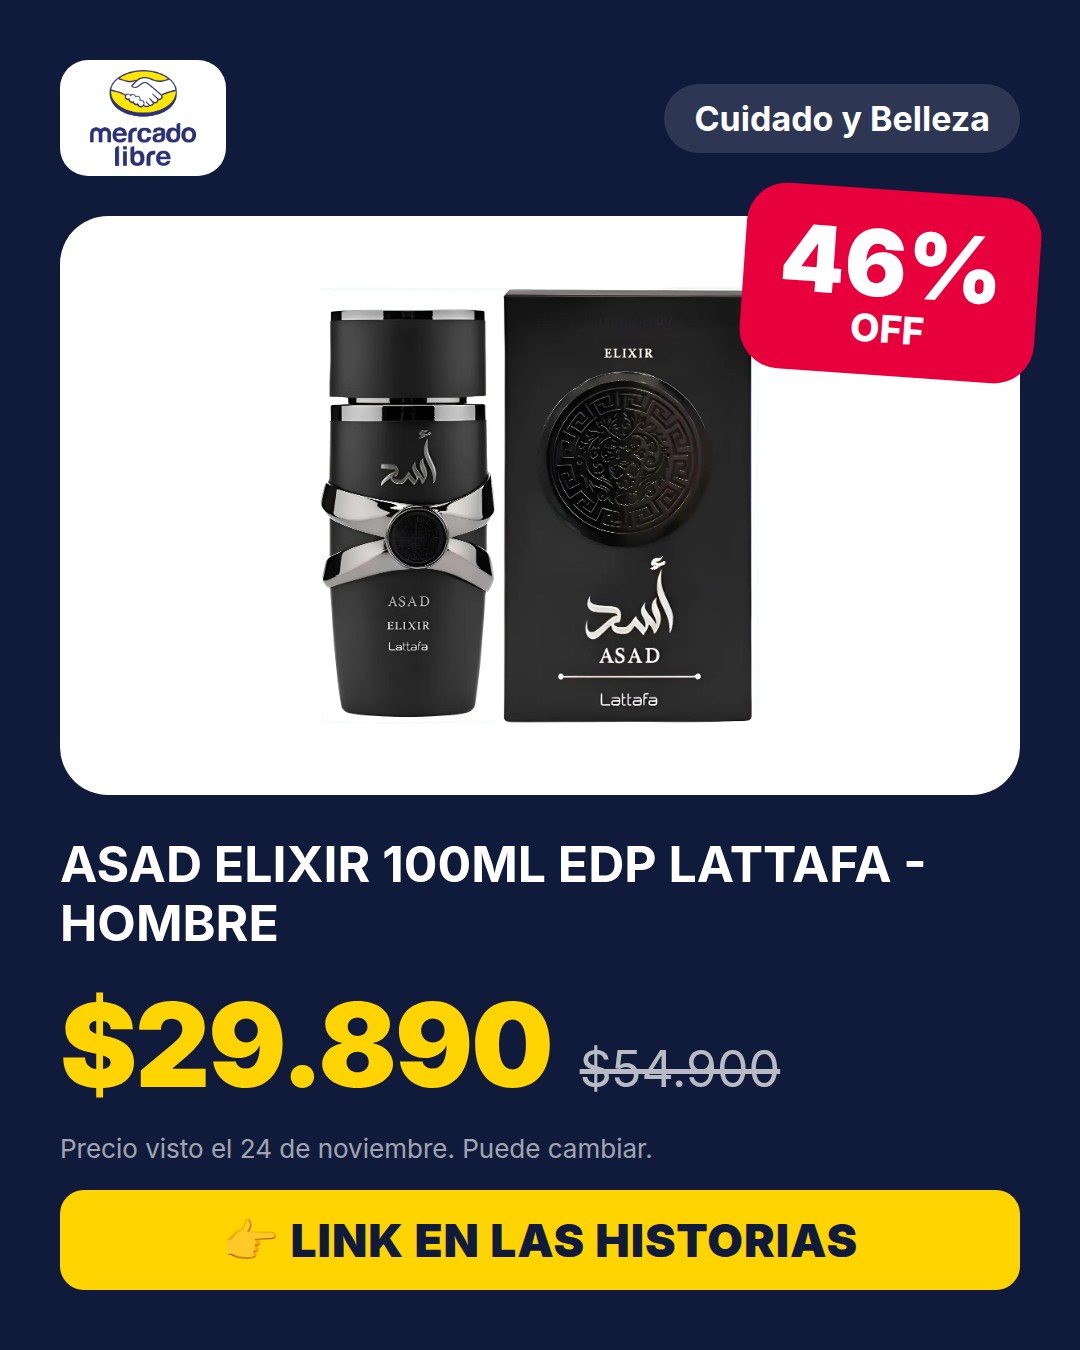 mercado
libre
Cuidado y Belleza
46%
OFF
ELIXIR
أسد
ASAD
ELIXIR
Lattafa
أسد
ASAD
Lattafa
ASAD ELIXIR 100ML EDP LATTAFA -
HOMBRE
$29.890 $54.900
Precio visto el 24 de noviembre. Puede cambiar.
👉 LINK EN LAS HISTORIAS